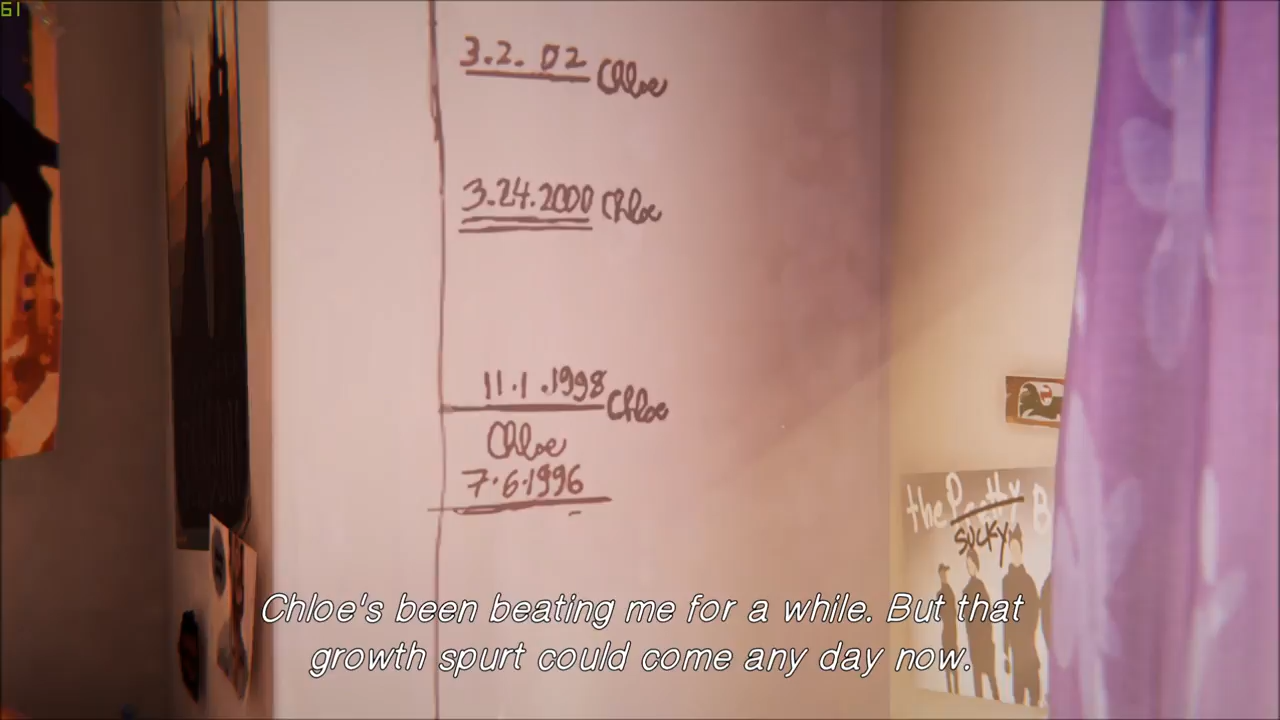 61
3.2.02 Chloe
3.24.2000 Chloe
11.1.1998 Chloe
Chloe
7.6.1996
the Pretty B
sucky
Chloe's been beating me for a while. But that
growth spurt could come any day now.